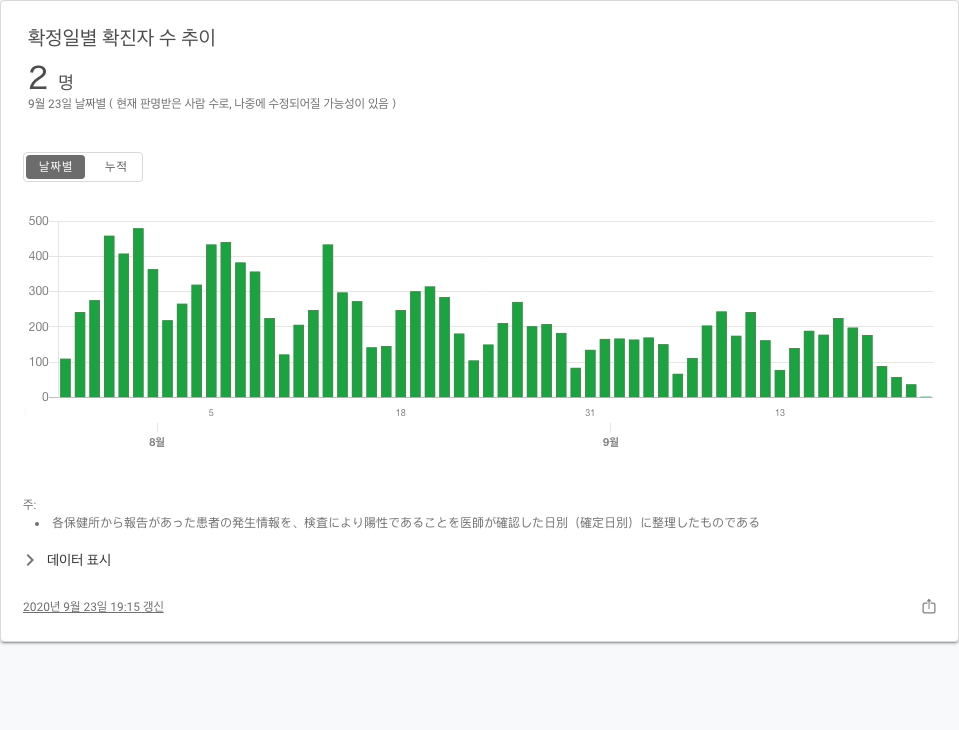 확정일별 확진자 수 추이
2 명
9월 23일 날짜별 ( 현재 판명받은 사람 수로, 나중에 수정되어질 가능성이 있음 )
날짜별 누적
500
400
300
200
100
0
5 18 31 13
8월 9월
주:
• 各保健所から報告があった患者の発生情報を、検査により陽性であることを医師が確認した日別（確定日別）に整理したものである
데이터 표시
2020년 9월 23일 19:15 갱신